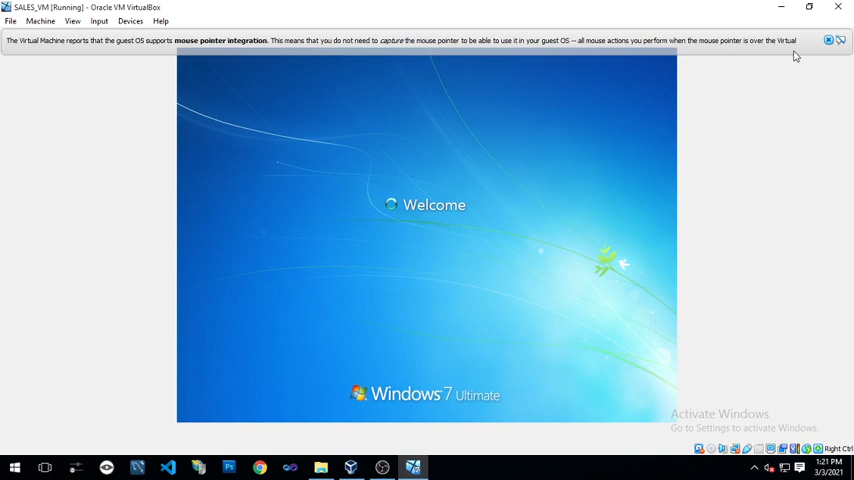 SALES_VM [Running] - Oracle VM VirtualBox
File Machine View Input Devices Help
The Virtual Machine reports that the guest OS supports mouse pointer integration. This means that you do not need to capture the mouse pointer to be able to use it in your guest OS -- all mouse actions you perform when the mouse pointer is over the Virtual
Welcome
Windows 7 Ultimate
Activate Windows
Go to Settings to activate Windows.
Right Ctrl
Ps
1:21 PM
3/3/2021